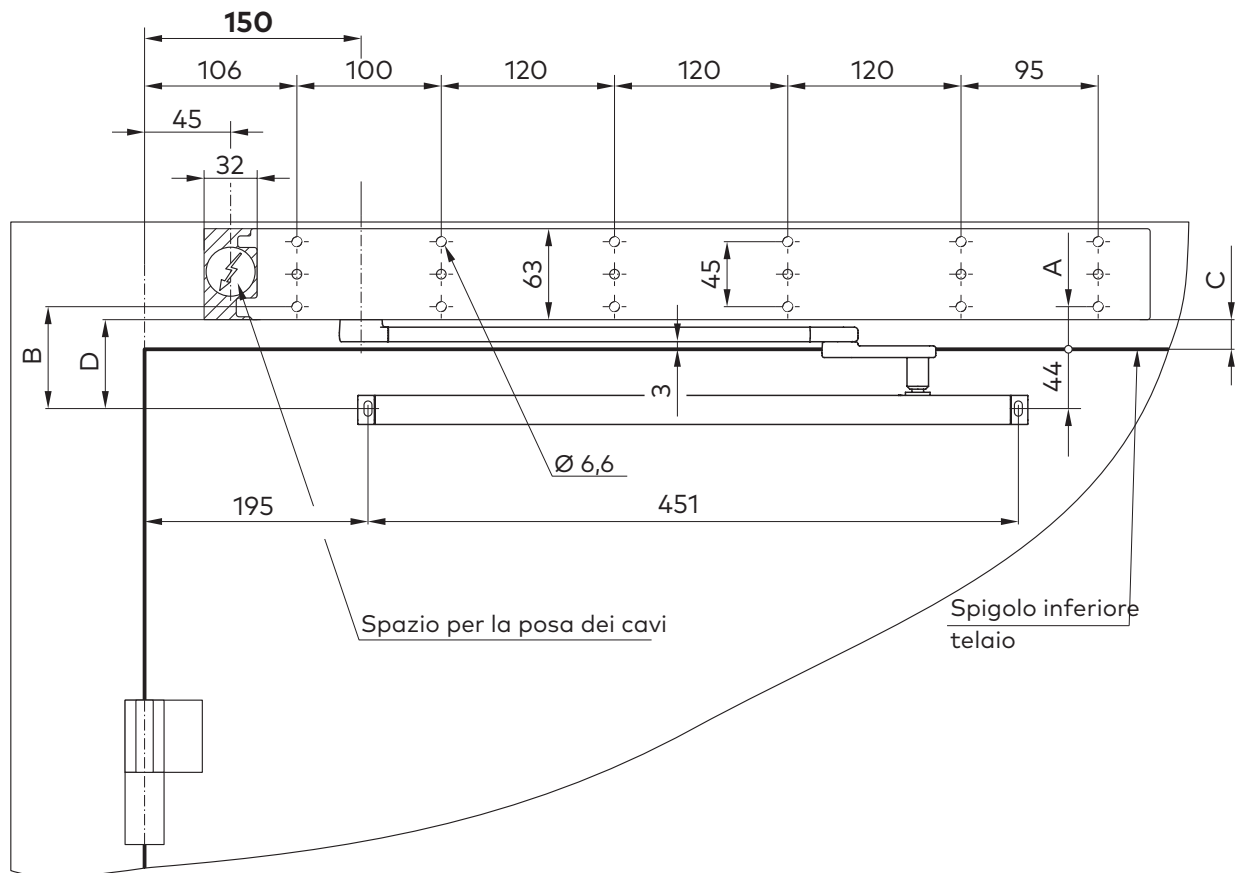 150
106 100 120 120 120 95
45
32
63
45
A
C
B
D
3
44
Ø 6,6
195
451
Spazio per la posa dei cavi
Spigolo inferiore
telaio